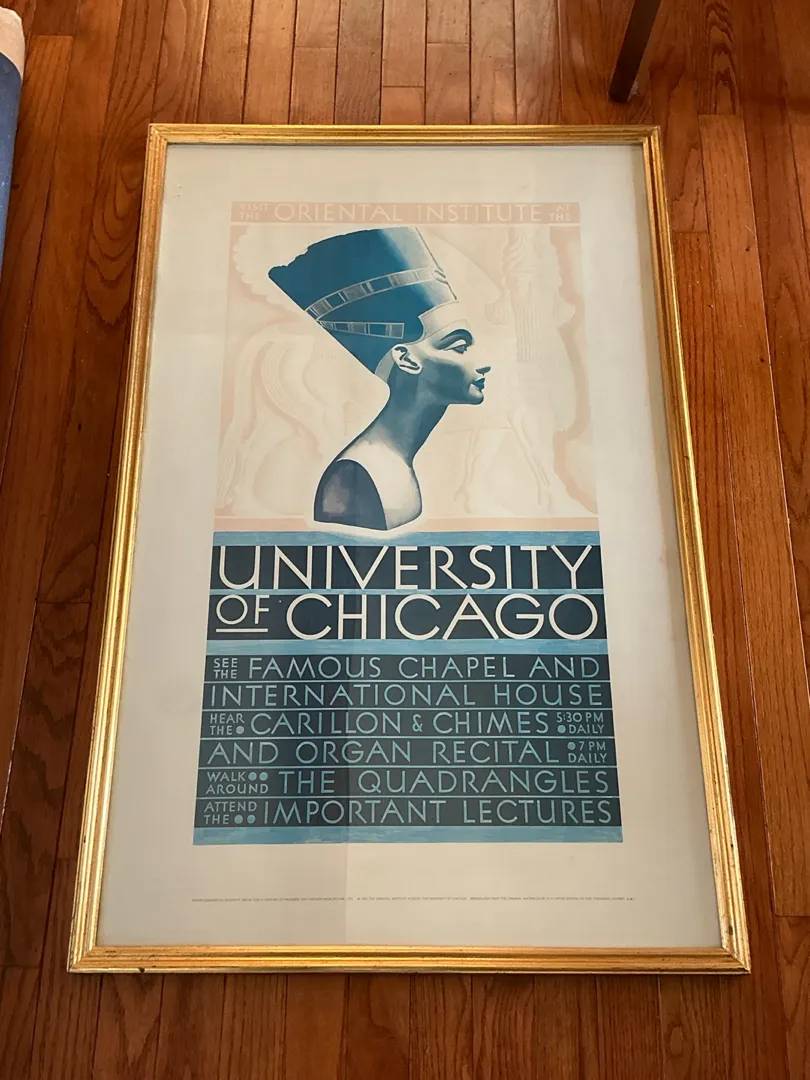 VISIT THE ORIENTAL INSTITUTE AT THE
UNIVERSITY
OF CHICAGO
SEE THE FAMOUS CHAPEL AND
INTERNATIONAL HOUSE
HEAR THE CARILLON & CHIMES 5:30 PM DAILY
AND ORGAN RECITAL 7 PM DAILY
WALK AROUND THE QUADRANGLES
ATTEND THE IMPORTANT LECTURES